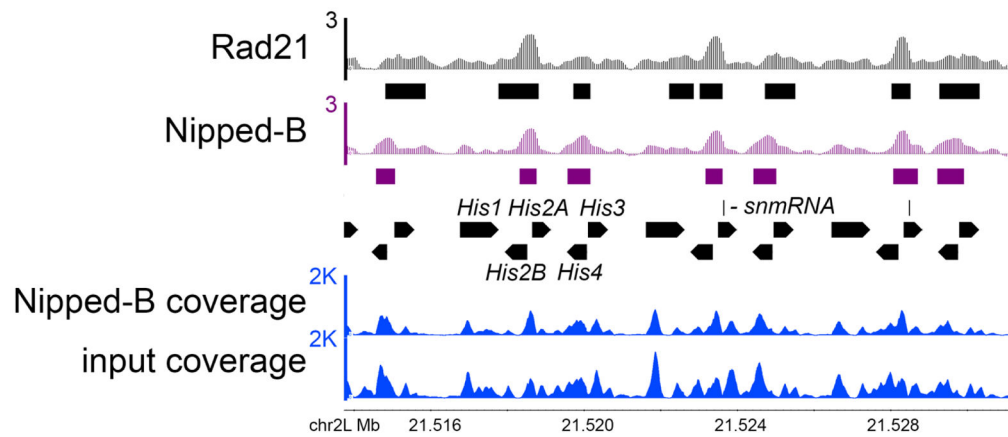 3
Rad21
3
Nipped-B
His1 His2A His3 - snmRNA
His2B His4
2K
Nipped-B coverage
2K
input coverage
chr2L Mb 21.516 21.520 21.524 21.528